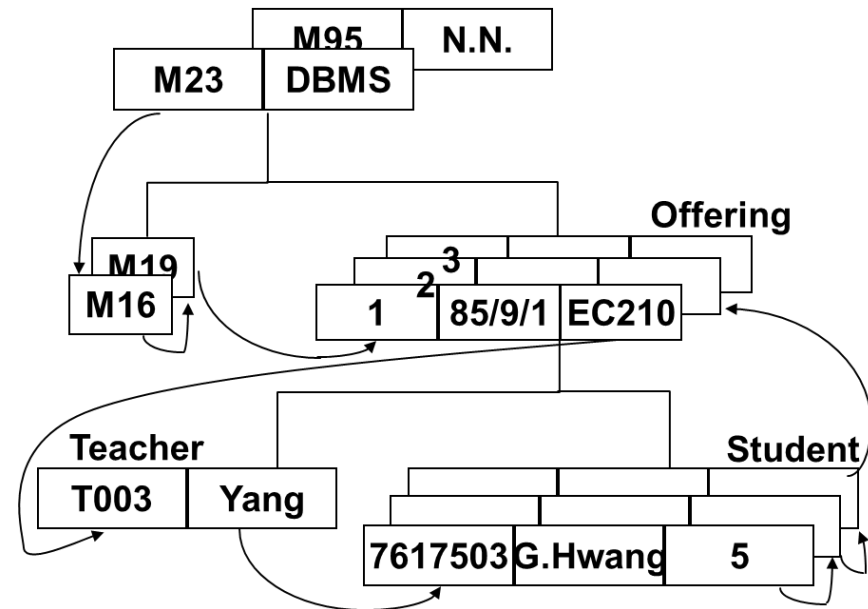 M95 N.N.
M23 DBMS
Offering
M19
3
2
M16
1 85/9/1 EC210
Teacher
Student
T003 Yang
7617503 G.Hwang 5